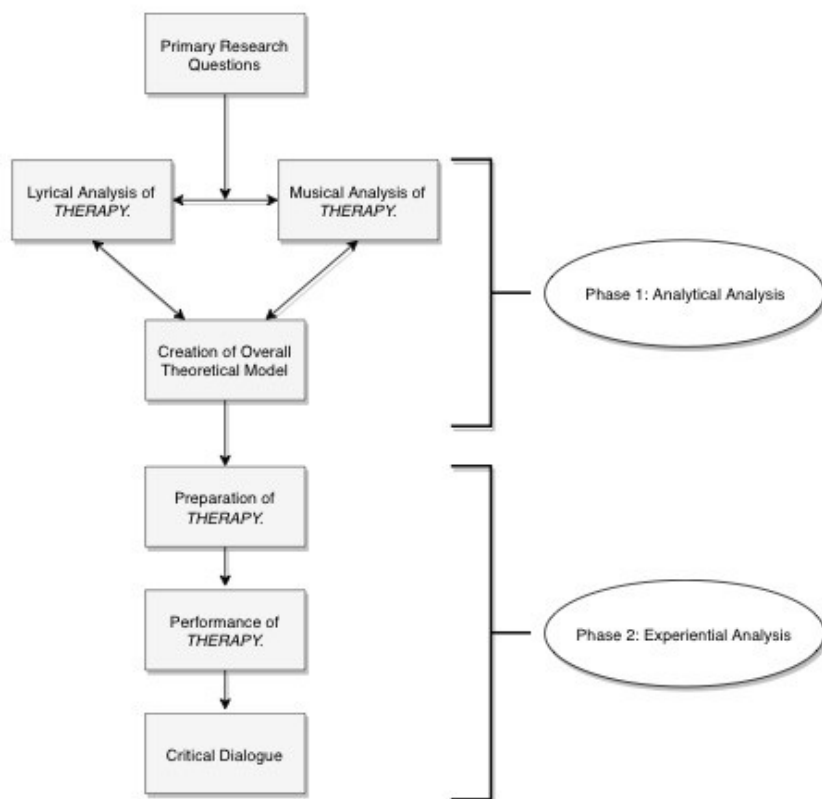 Primary Research
Questions
Lyrical Analysis of
THERAPY.
Musical Analysis of
THERAPY.
Phase 1: Analytical Analysis
Creation of Overall
Theoretical Model
Preparation of
THERAPY.
Performance of
THERAPY.
Phase 2: Experiential Analysis
Critical Dialogue